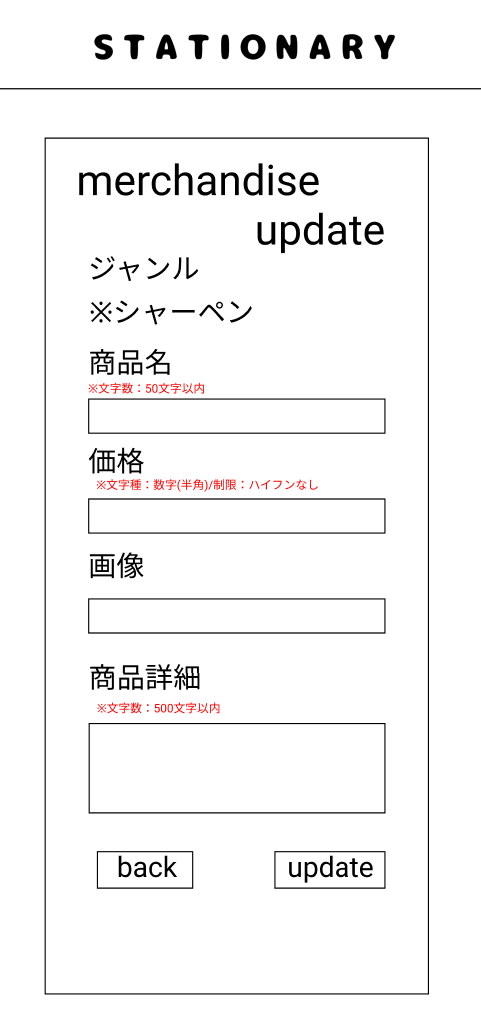 STATIONARY
merchandise
update
ジャンル
※シャーペン
商品名
※文字数：50文字以内
価格
※文字種：数字(半角)/制限：ハイフンなし
画像
商品詳細
※文字数：500文字以内
back
update